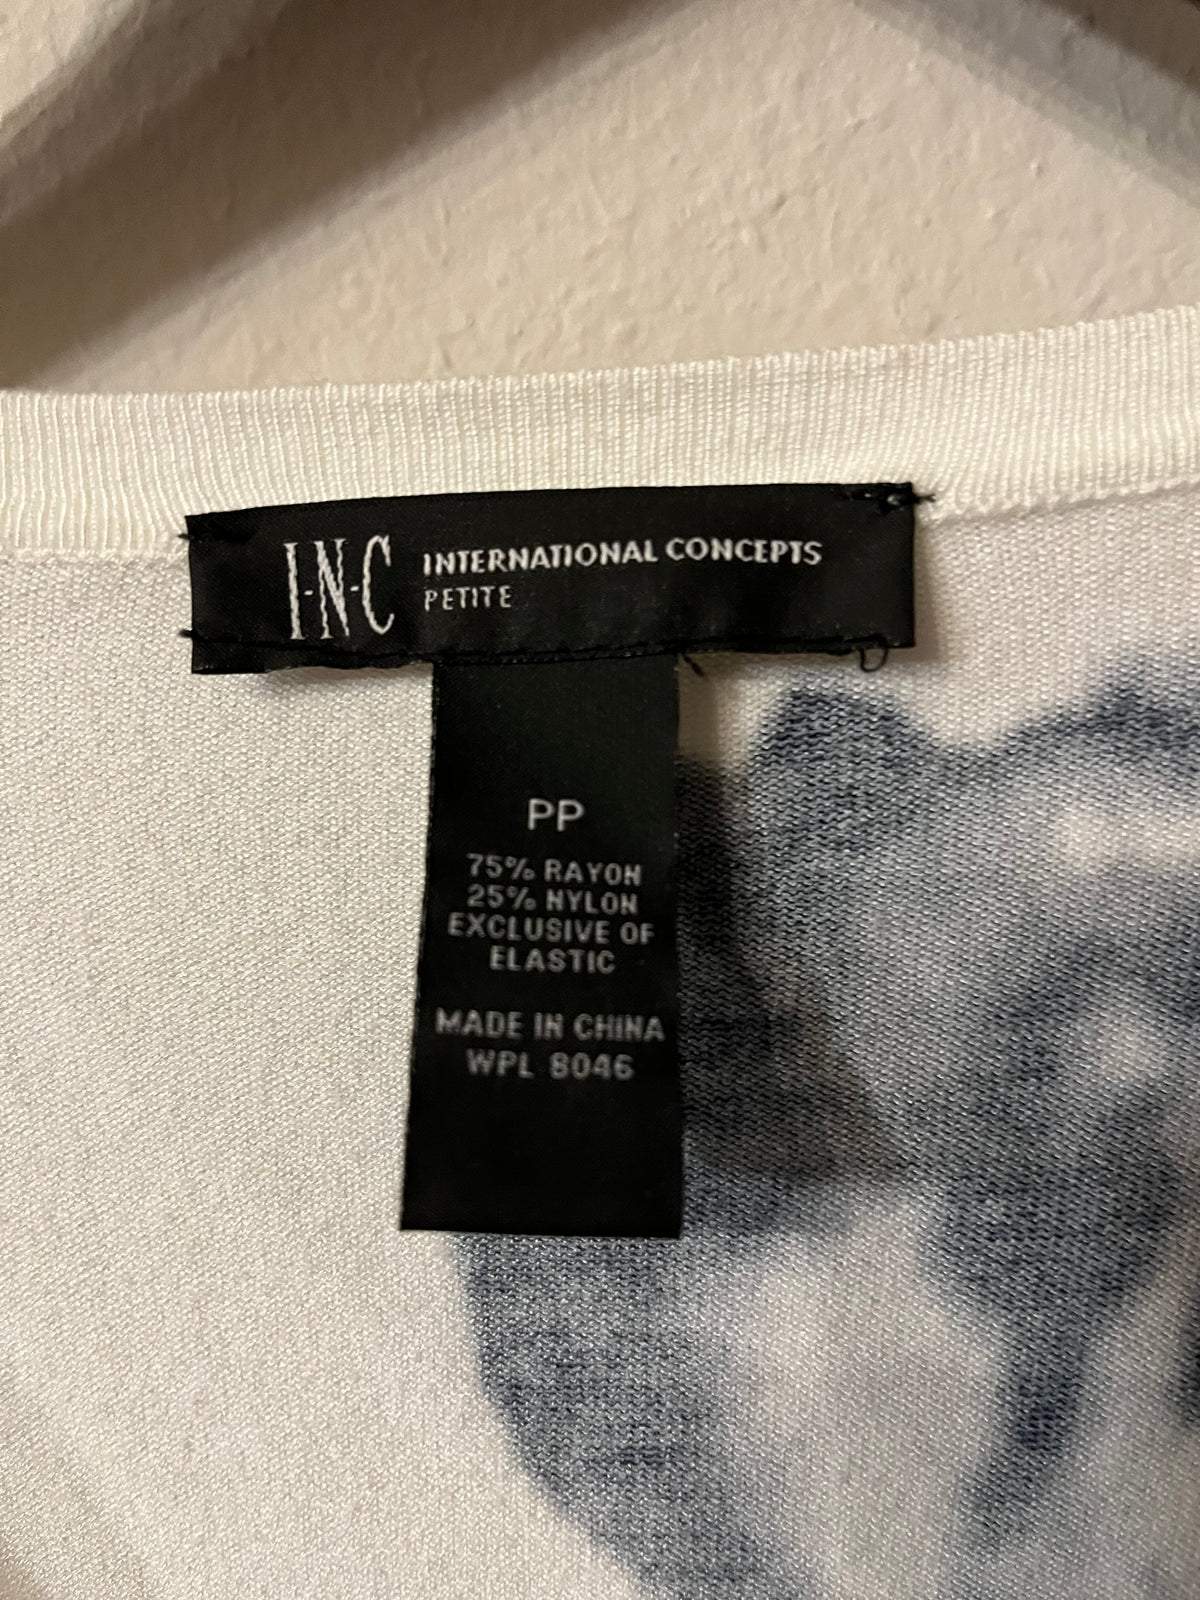 I·N·C INTERNATIONAL CONCEPTS
PETITE
PP
75% RAYON
25% NYLON
EXCLUSIVE OF
ELASTIC
MADE IN CHINA
WPL 8046